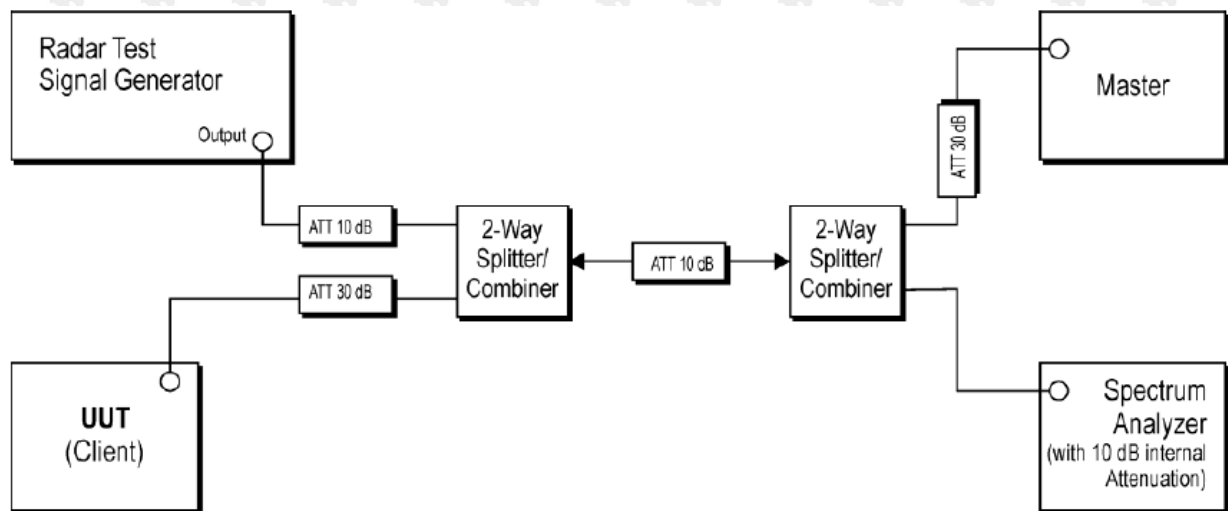 Radar Test
Signal Generator
Output
ATT 10 dB
ATT 30 dB
UUT
(Client)
2-Way
Splitter/
Combiner
ATT 10 dB
2-Way
Splitter/
Combiner
ATT 30 dB
Master
Spectrum
Analyzer
(with 10 dB internal
Attenuation)